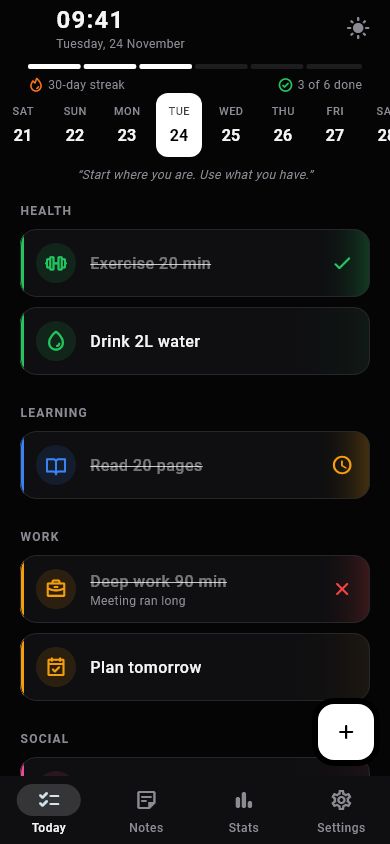 09:41
Tuesday, 24 November
30-day streak
3 of 6 done
SAT SUN MON TUE WED THU FRI
21 22 23 24 25 26 27
“Start where you are. Use what you have.”
HEALTH
Exercise 20 min
Drink 2L water
LEARNING
Read 20 pages
WORK
Deep work 90 min
Meeting ran long
Plan tomorrow
SOCIAL
Today Notes Stats Settings